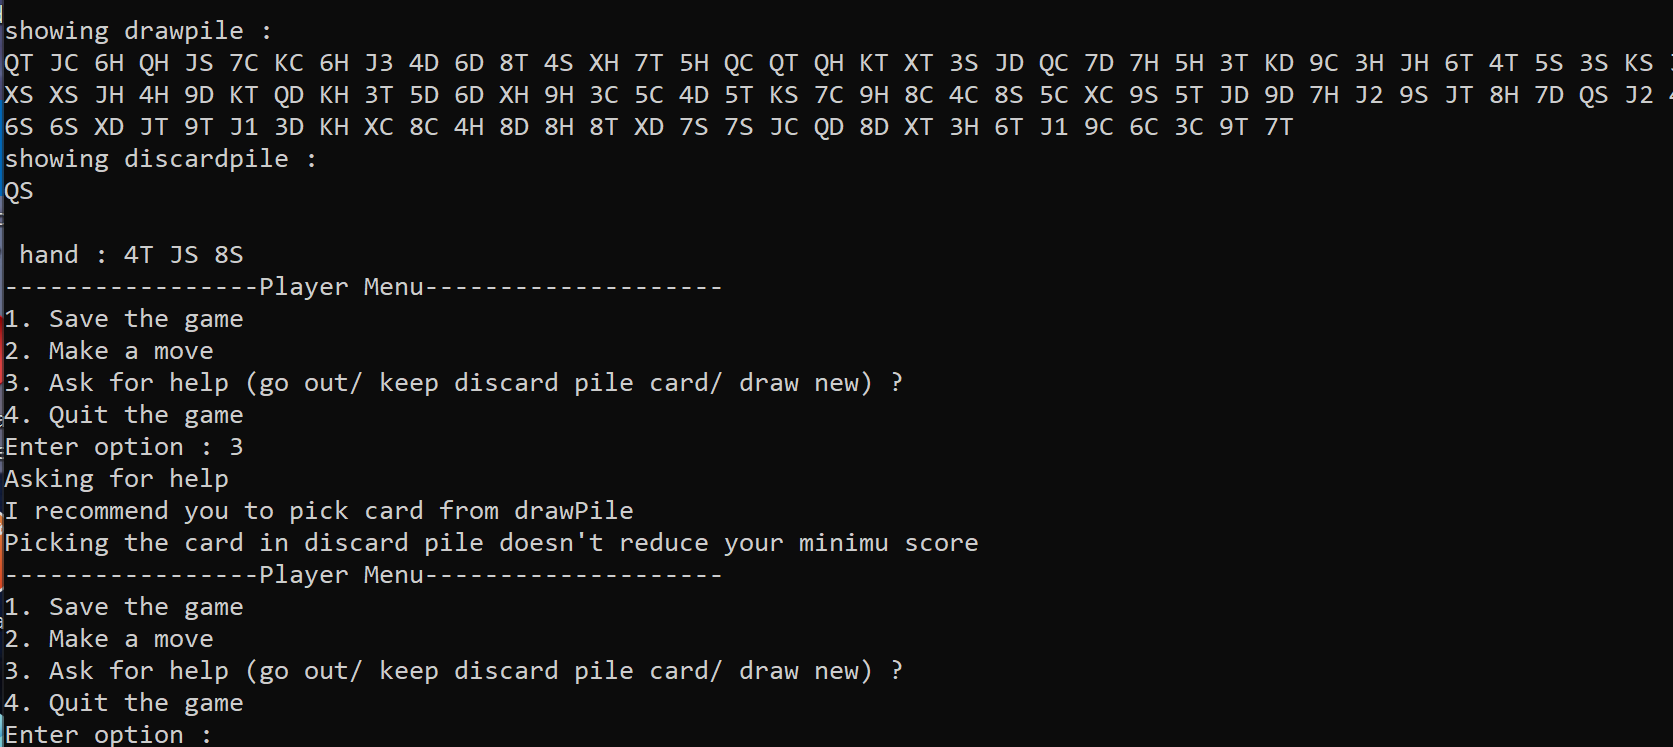 showing drawpile :
QT JC 6H QH JS 7C KC 6H J3 4D 6D 8T 4S XH 7T 5H QC QT QH KT XT 3S JD QC 7D 7H 5H 3T KD 9C 3H JH 6T 4T 5S 3S KS
XS XS JH 4H 9D KT QD KH 3T 5D 6D XH 9H 3C 5C 4D 5T KS 7C 9H 8C 4C 8S 5C XC 9S 5T JD 9D 7H J2 9S JT 8H 7D QS J2
6S 6S XD JT 9T J1 3D KH XC 8C 4H 8D 8H 8T XD 7S 7S JC QD 8D XT 3H 6T J1 9C 6C 3C 9T 7T
showing discardpile :
QS
hand : 4T JS 8S
-----------------Player Menu--------------------
1. Save the game
2. Make a move
3. Ask for help (go out/ keep discard pile card/ draw new) ?
4. Quit the game
Enter option : 3
Asking for help
I recommend you to pick card from drawPile
Picking the card in discard pile doesn't reduce your minimu score
-----------------Player Menu--------------------
1. Save the game
2. Make a move
3. Ask for help (go out/ keep discard pile card/ draw new) ?
4. Quit the game
Enter option :